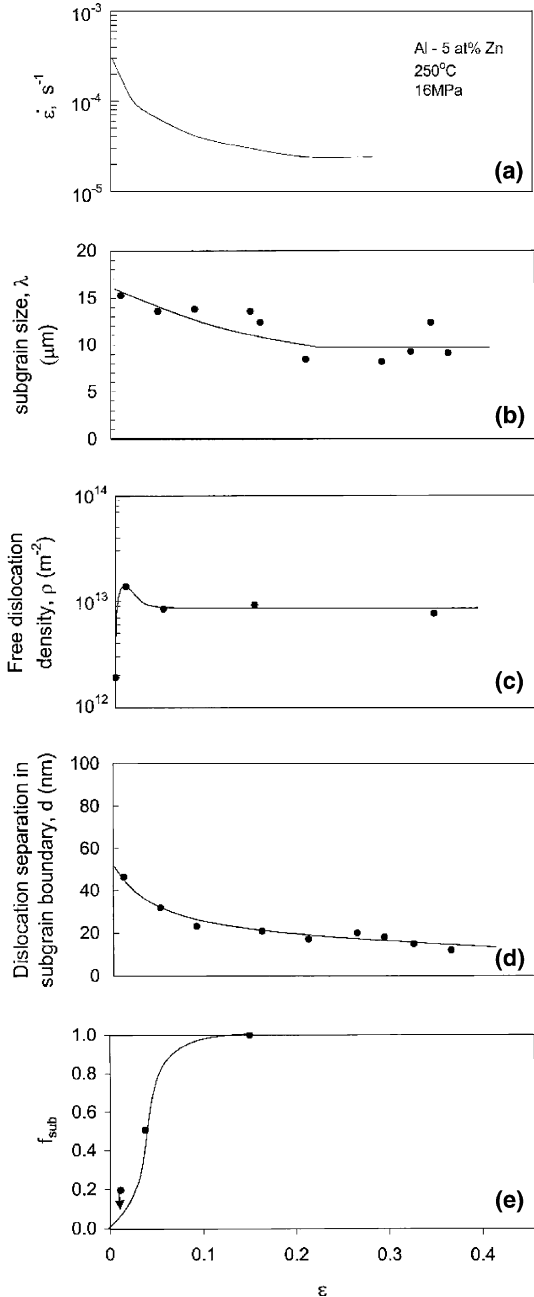 10⁻³
10⁻⁴
10⁻⁵
ε̇, s⁻¹
Al - 5 at% Zn
250°C
16MPa
(a)
20
15
10
5
0
subgrain size, λ
(μm)
(b)
10¹⁴
10¹³
10¹²
Free dislocation
density, ρ (m⁻²)
(c)
100
80
60
40
20
0
Dislocation separation in
subgrain boundary, d (nm)
(d)
1.0
0.8
0.6
0.4
0.2
0.0
f_sub
(e)
0 0.1 0.2 0.3 0.4
ε